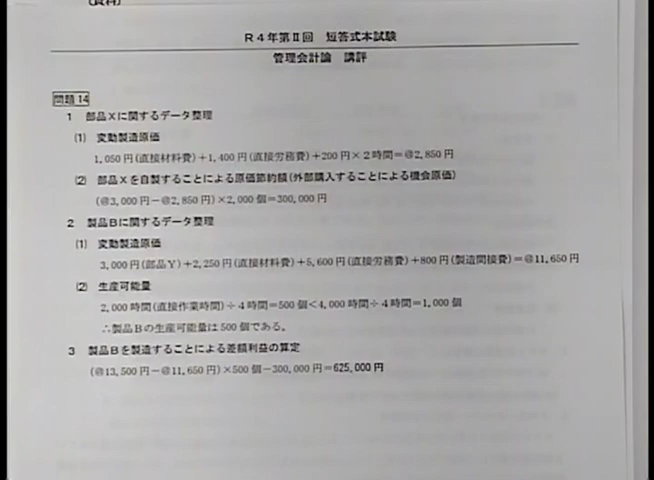 (資料)
R4年第Ⅱ回 短答式本試験
管理会計論 講評
問題14
1 部品Xに関するデータ整理
(1) 変動製造原価
1,050円(直接材料費)+1,400円(直接労務費)+200円×2時間=@2,850円
(2) 部品Xを自製することによる原価節約額(外部購入することによる機会原価)
(@3,000円-@2,850円)×2,000個=300,000円
2 製品Bに関するデータ整理
(1) 変動製造原価
3,000円(部品Y)+2,250円(直接材料費)+5,600円(直接労務費)+800円(製造間接費)=@11,650円
(2) 生産可能量
2,000時間(直接作業時間)÷4時間=500個<4,000時間÷4時間=1,000個
∴製品Bの生産可能量は500個である。
3 製品Bを製造することによる差額利益の算定
(@13,500円-@11,650円)×500個-300,000円=625,000円